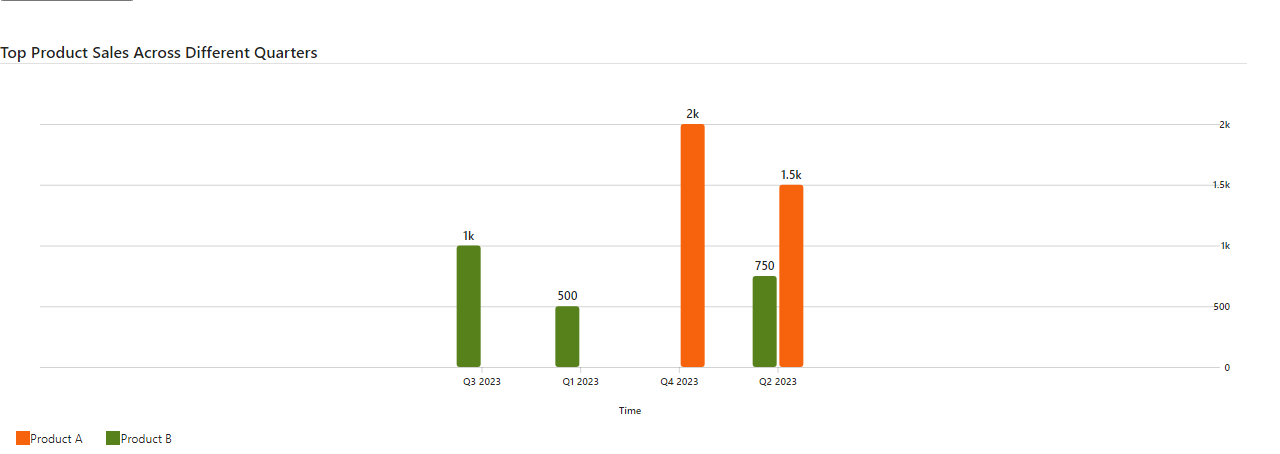 Top Product Sales Across Different Quarters
2k
2k
1.5k
1.5k
1k
1k
750
500
500
0
Q3 2023 Q1 2023 Q4 2023 Q2 2023
Time
Product A Product B